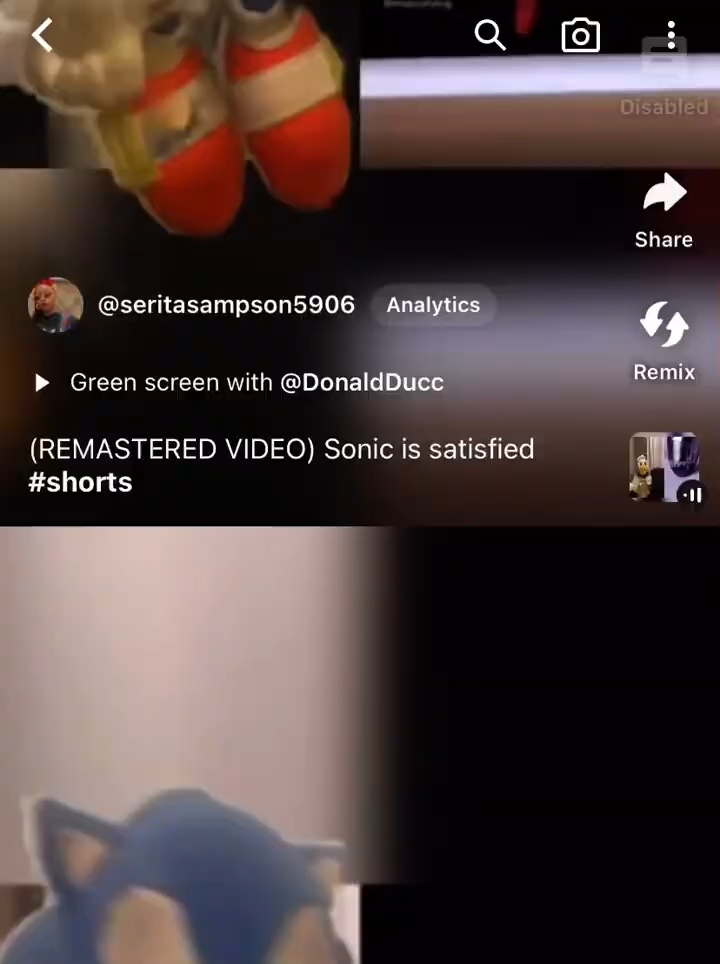 Disabled
Share
@seritasampson5906 Analytics
Green screen with @DonaldDucc
Remix
(REMASTERED VIDEO) Sonic is satisfied
#shorts